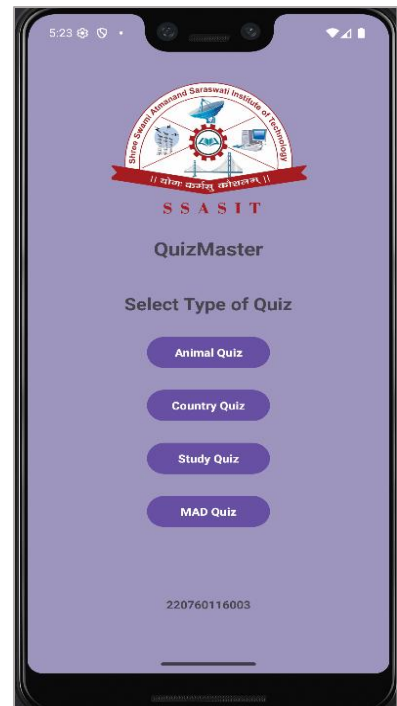 5:23
Shree Swami Atmanand Saraswati Institute of Technology
|| योगः कर्मसु कौशलम् ||
SSASIT
QuizMaster
Select Type of Quiz
Animal Quiz
Country Quiz
Study Quiz
MAD Quiz
220760116003